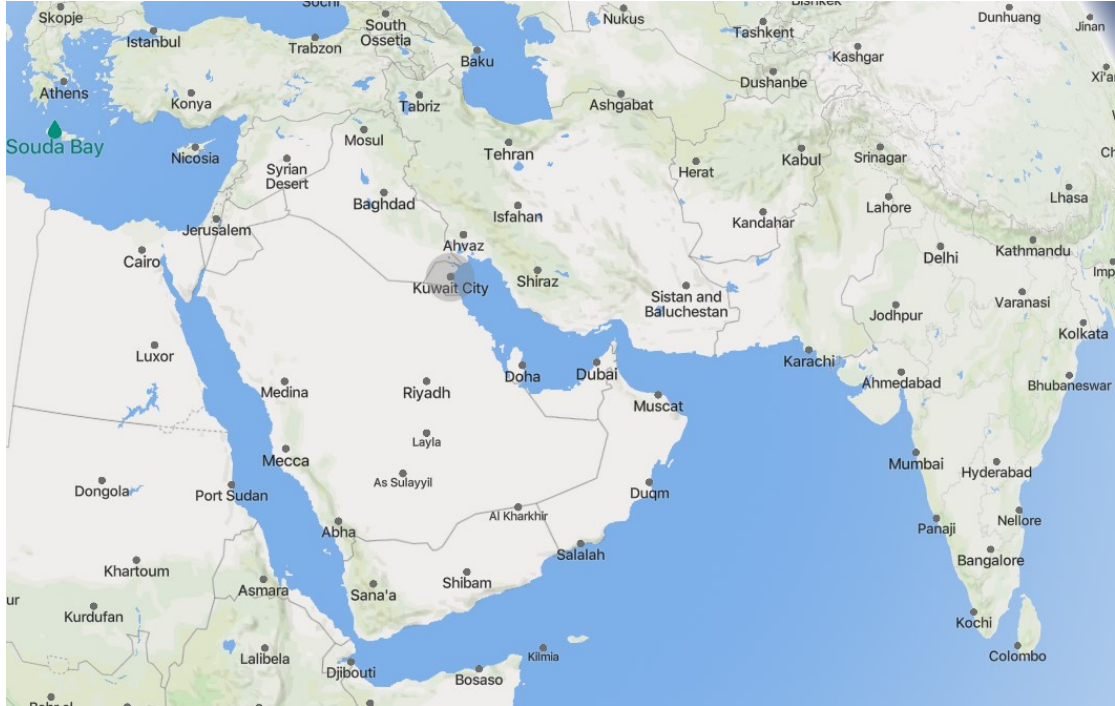 Skopje
Sochi
South
Ossetia
Nukus
Tashkent
Bishkek
Dunhuang
Jinan
Istanbul
Trabzon
Baku
Kashgar
Dushanbe
Athens
Konya
Tabriz
Ashgabat
Souda Bay
Nicosia
Syrian
Desert
Mosul
Tehran
Herat
Kabul
Srinagar
Baghdad
Isfahan
Kandahar
Lahore
Lhasa
Jerusalem
Cairo
Ahvaz
Kuwait City
Shiraz
Sistan and
Baluchestan
Delhi
Kathmandu
Varanasi
Jodhpur
Kolkata
Luxor
Doha
Dubai
Karachi
Ahmedabad
Bhubaneswar
Medina
Riyadh
Muscat
Layla
Mecca
As Sulayyil
Mumbai
Hyderabad
Dongola
Port Sudan
Duqm
Al Kharkhir
Abha
Panaji
Nellore
Salalah
Bangalore
Khartoum
Asmara
Sana'a
Shibam
Kurdufan
Kochi
Lalibela
Djibouti
Bosaso
Kilmia
Colombo